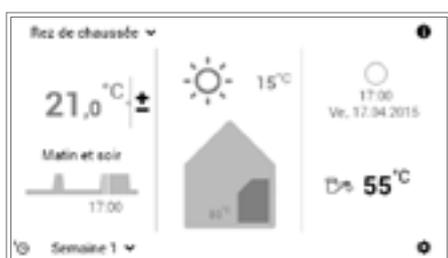 Rez de chaussée
21,0°C ±
Matin et soir
17:00
Semaine 1
15°C
17:00
Ve, 17.04.2015
55°C